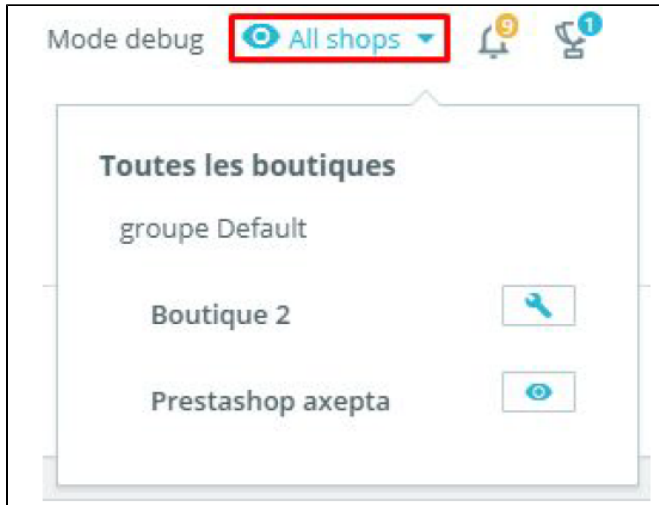 Mode debug All shops 9 1
Toutes les boutiques
groupe Default
Boutique 2
Prestashop axepta